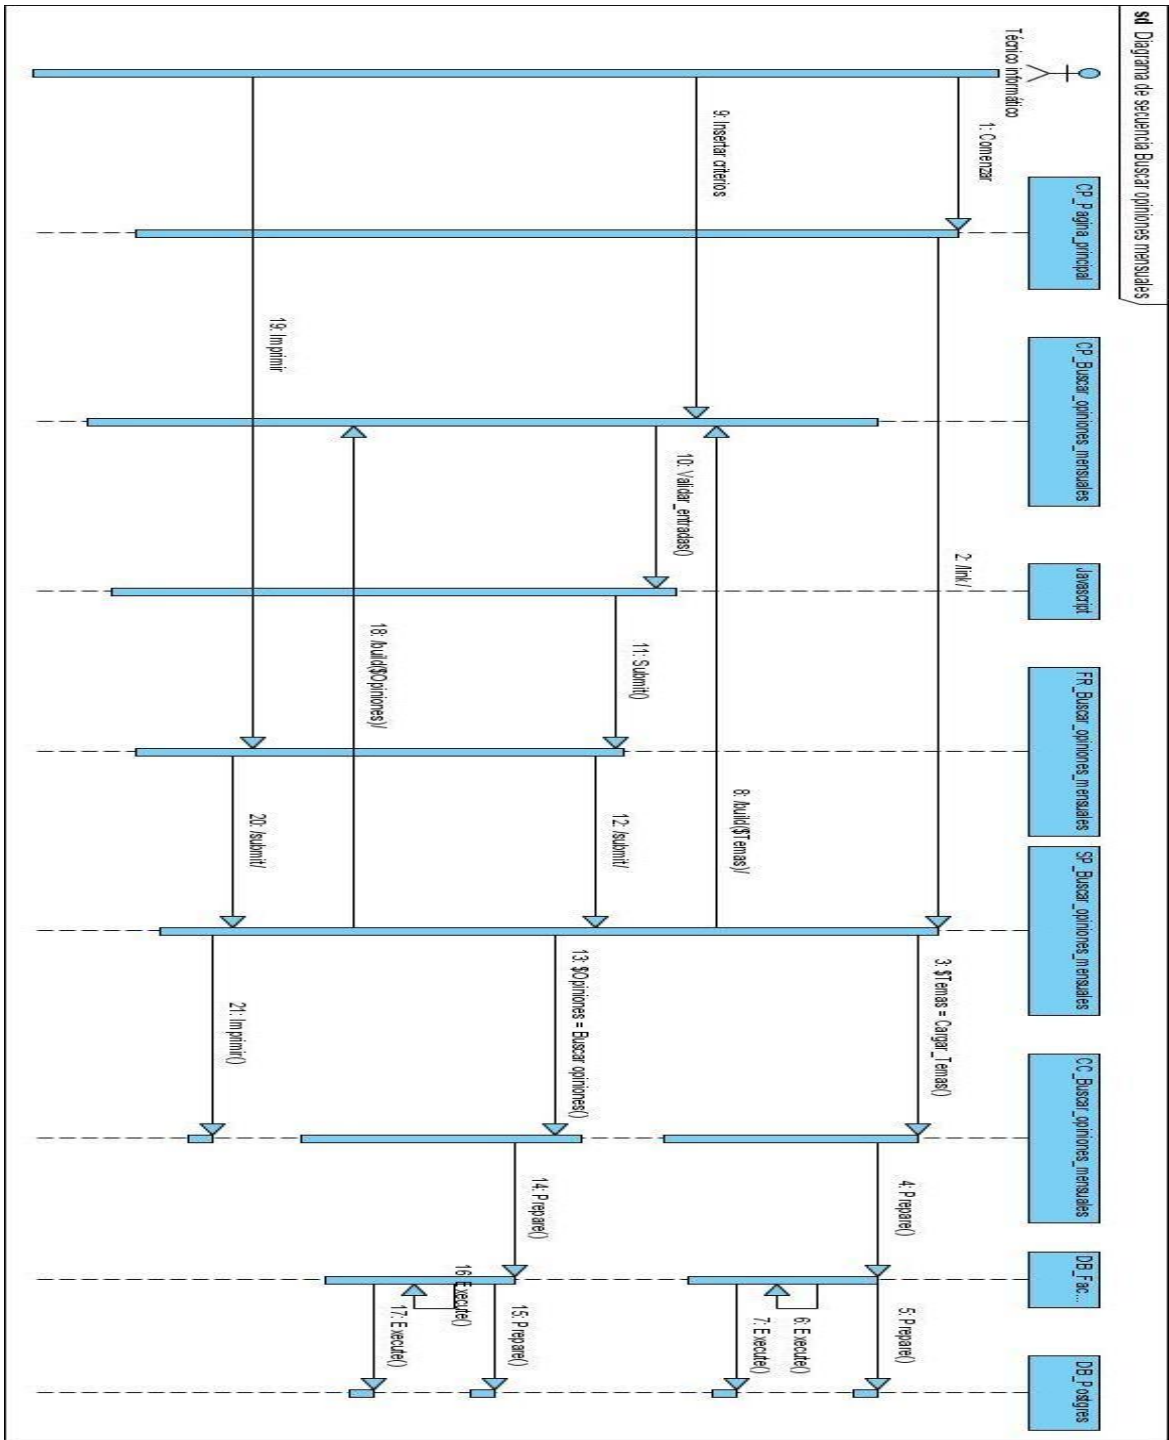 sd Diagrama de secuencia Buscar opiniones mensuales
Técnico informático
CP_Pagina_principal
CP_Buscar_opiniones_mensuales
Javascript
FR_Buscar_opiniones_mensuales
SP_Buscar_opiniones_mensuales
CC_Buscar_opiniones_mensuales
DB_Fac...
DB_Postgres
1: Comenzar
2: /link/
3: $Temas = Cargar_Temas()
4: Prepare()
5: Prepare()
6: Execute()
7: Execute()
8: /build($Temas)/
9: Insertar criterios
10: Validar_entradas()
11: Submit()
12: /submit/
13: $Opiniones = Buscar opiniones()
14: Prepare()
15: Prepare()
16: Execute()
17: Execute()
18: /build($Opiniones)/
19: Imprimir
20: /submit/
21: Imprimir()